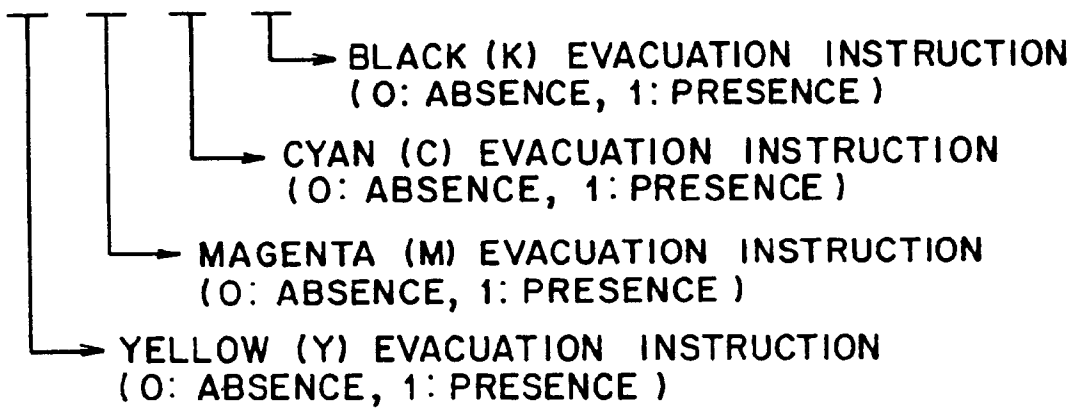 BLACK (K) EVACUATION INSTRUCTION
(0: ABSENCE, 1: PRESENCE)
CYAN (C) EVACUATION INSTRUCTION
(0: ABSENCE, 1: PRESENCE)
MAGENTA (M) EVACUATION INSTRUCTION
(0: ABSENCE, 1: PRESENCE)
YELLOW (Y) EVACUATION INSTRUCTION
(0: ABSENCE, 1: PRESENCE)